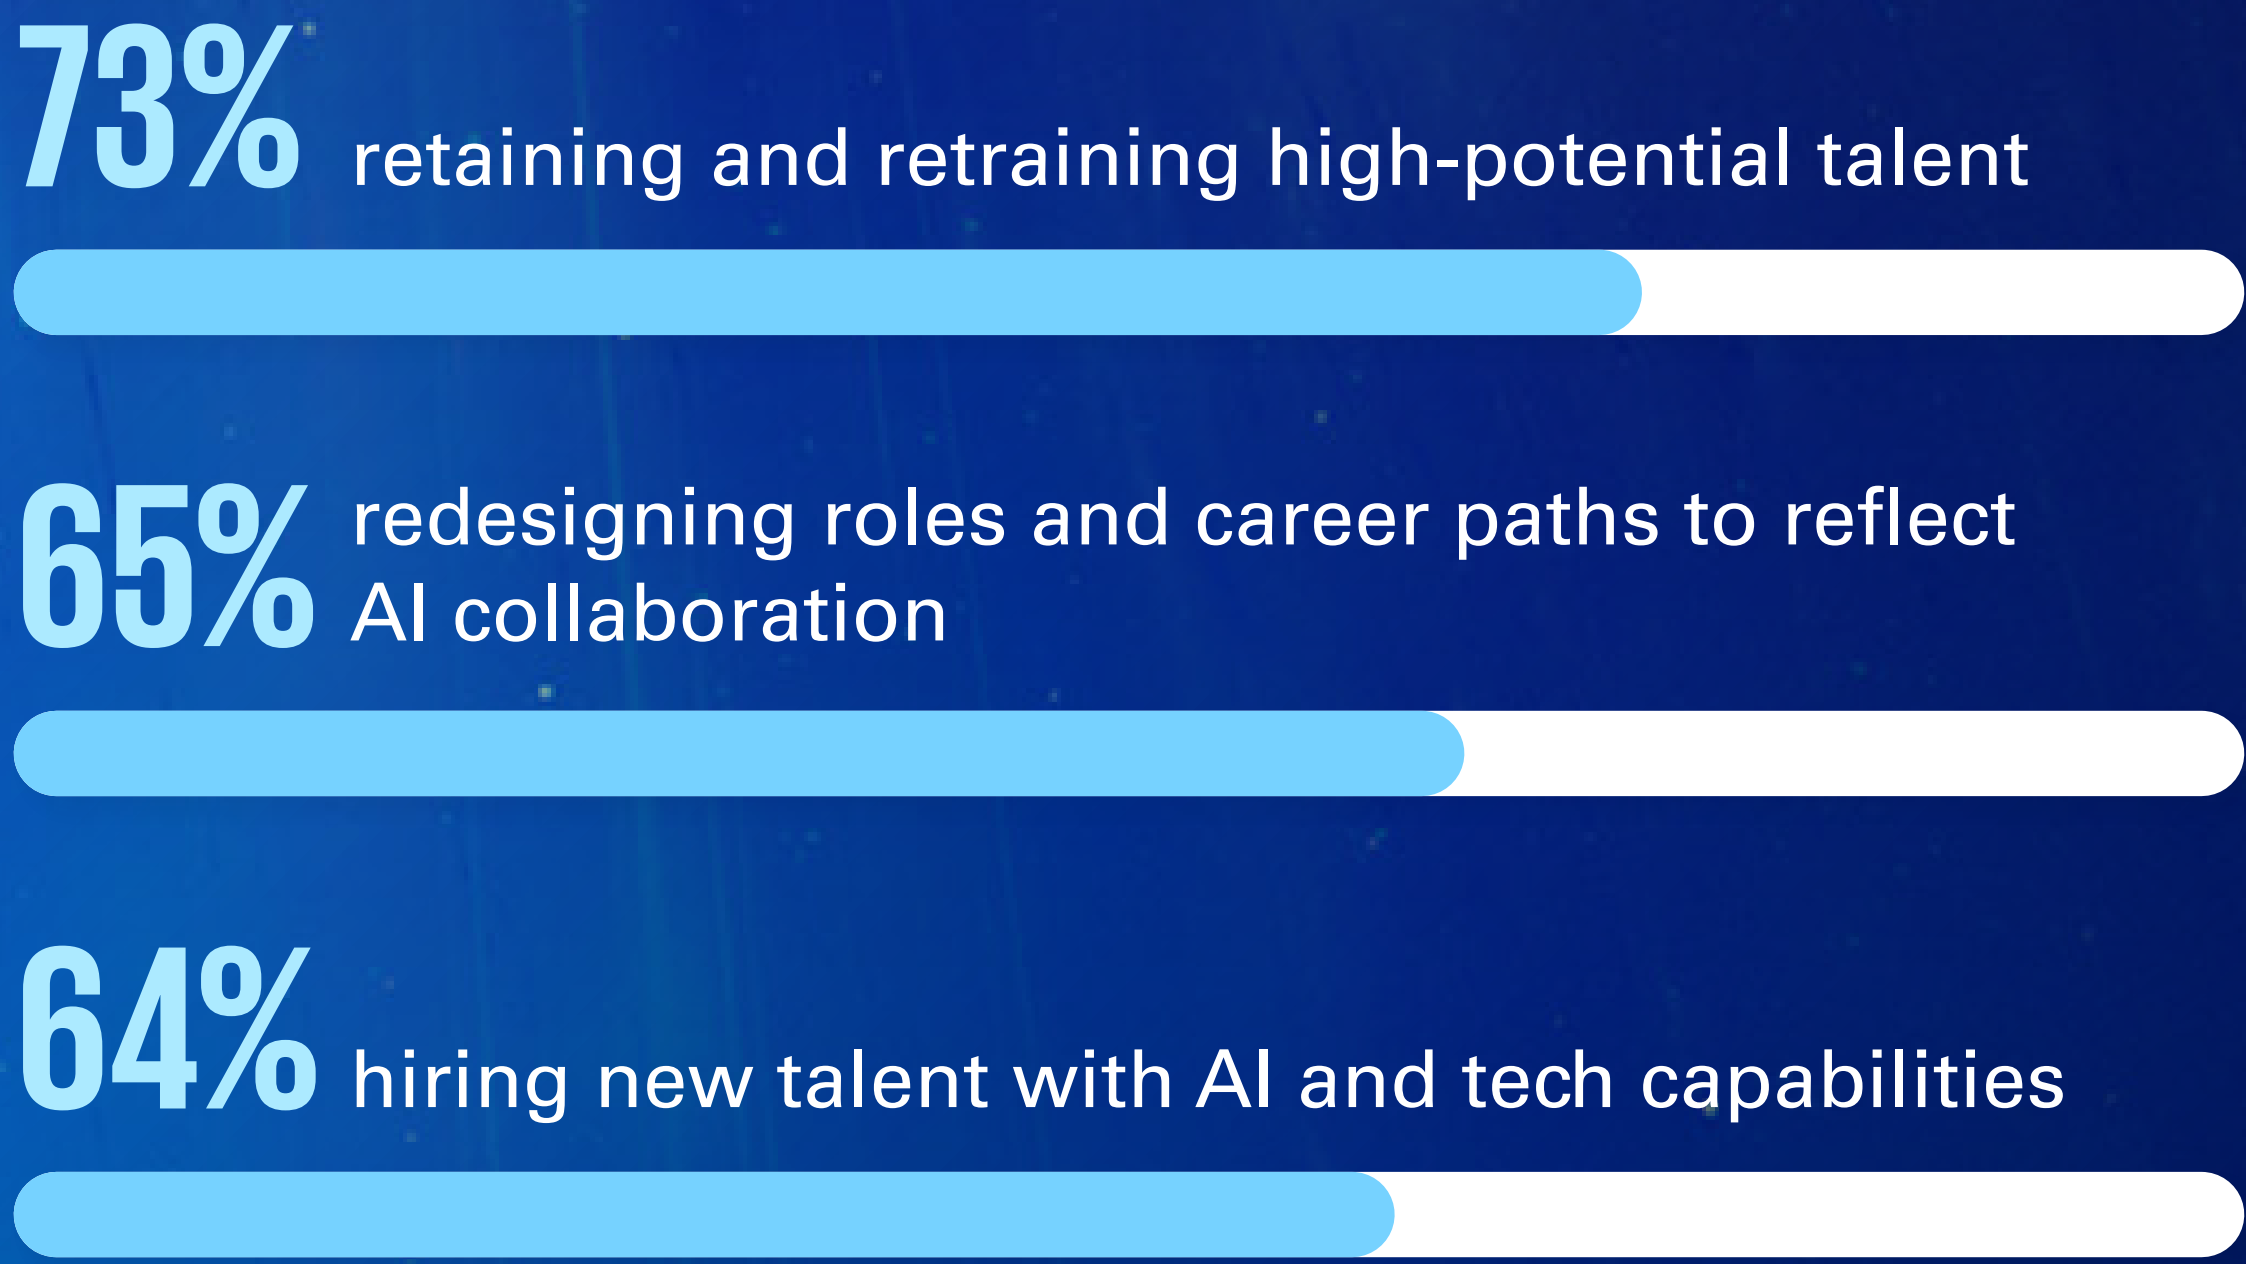 73% retaining and retraining high-potential talent
65% redesigning roles and career paths to reflect
AI collaboration
64% hiring new talent with AI and tech capabilities